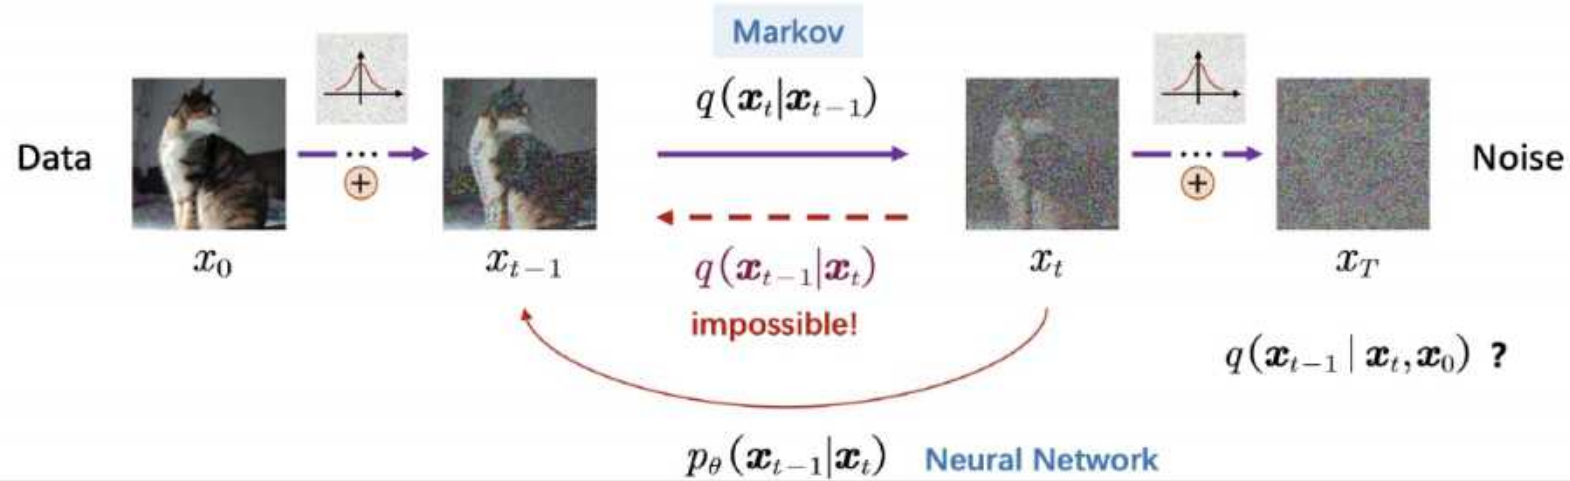 Markov
q(x_t|x_{t-1})
Data
...
+
...
+
Noise
x_0
x_{t-1}
q(x_{t-1}|x_t)
x_t
x_T
impossible!
q(x_{t-1} | x_t, x_0) ?
p_θ(x_{t-1}|x_t) Neural Network